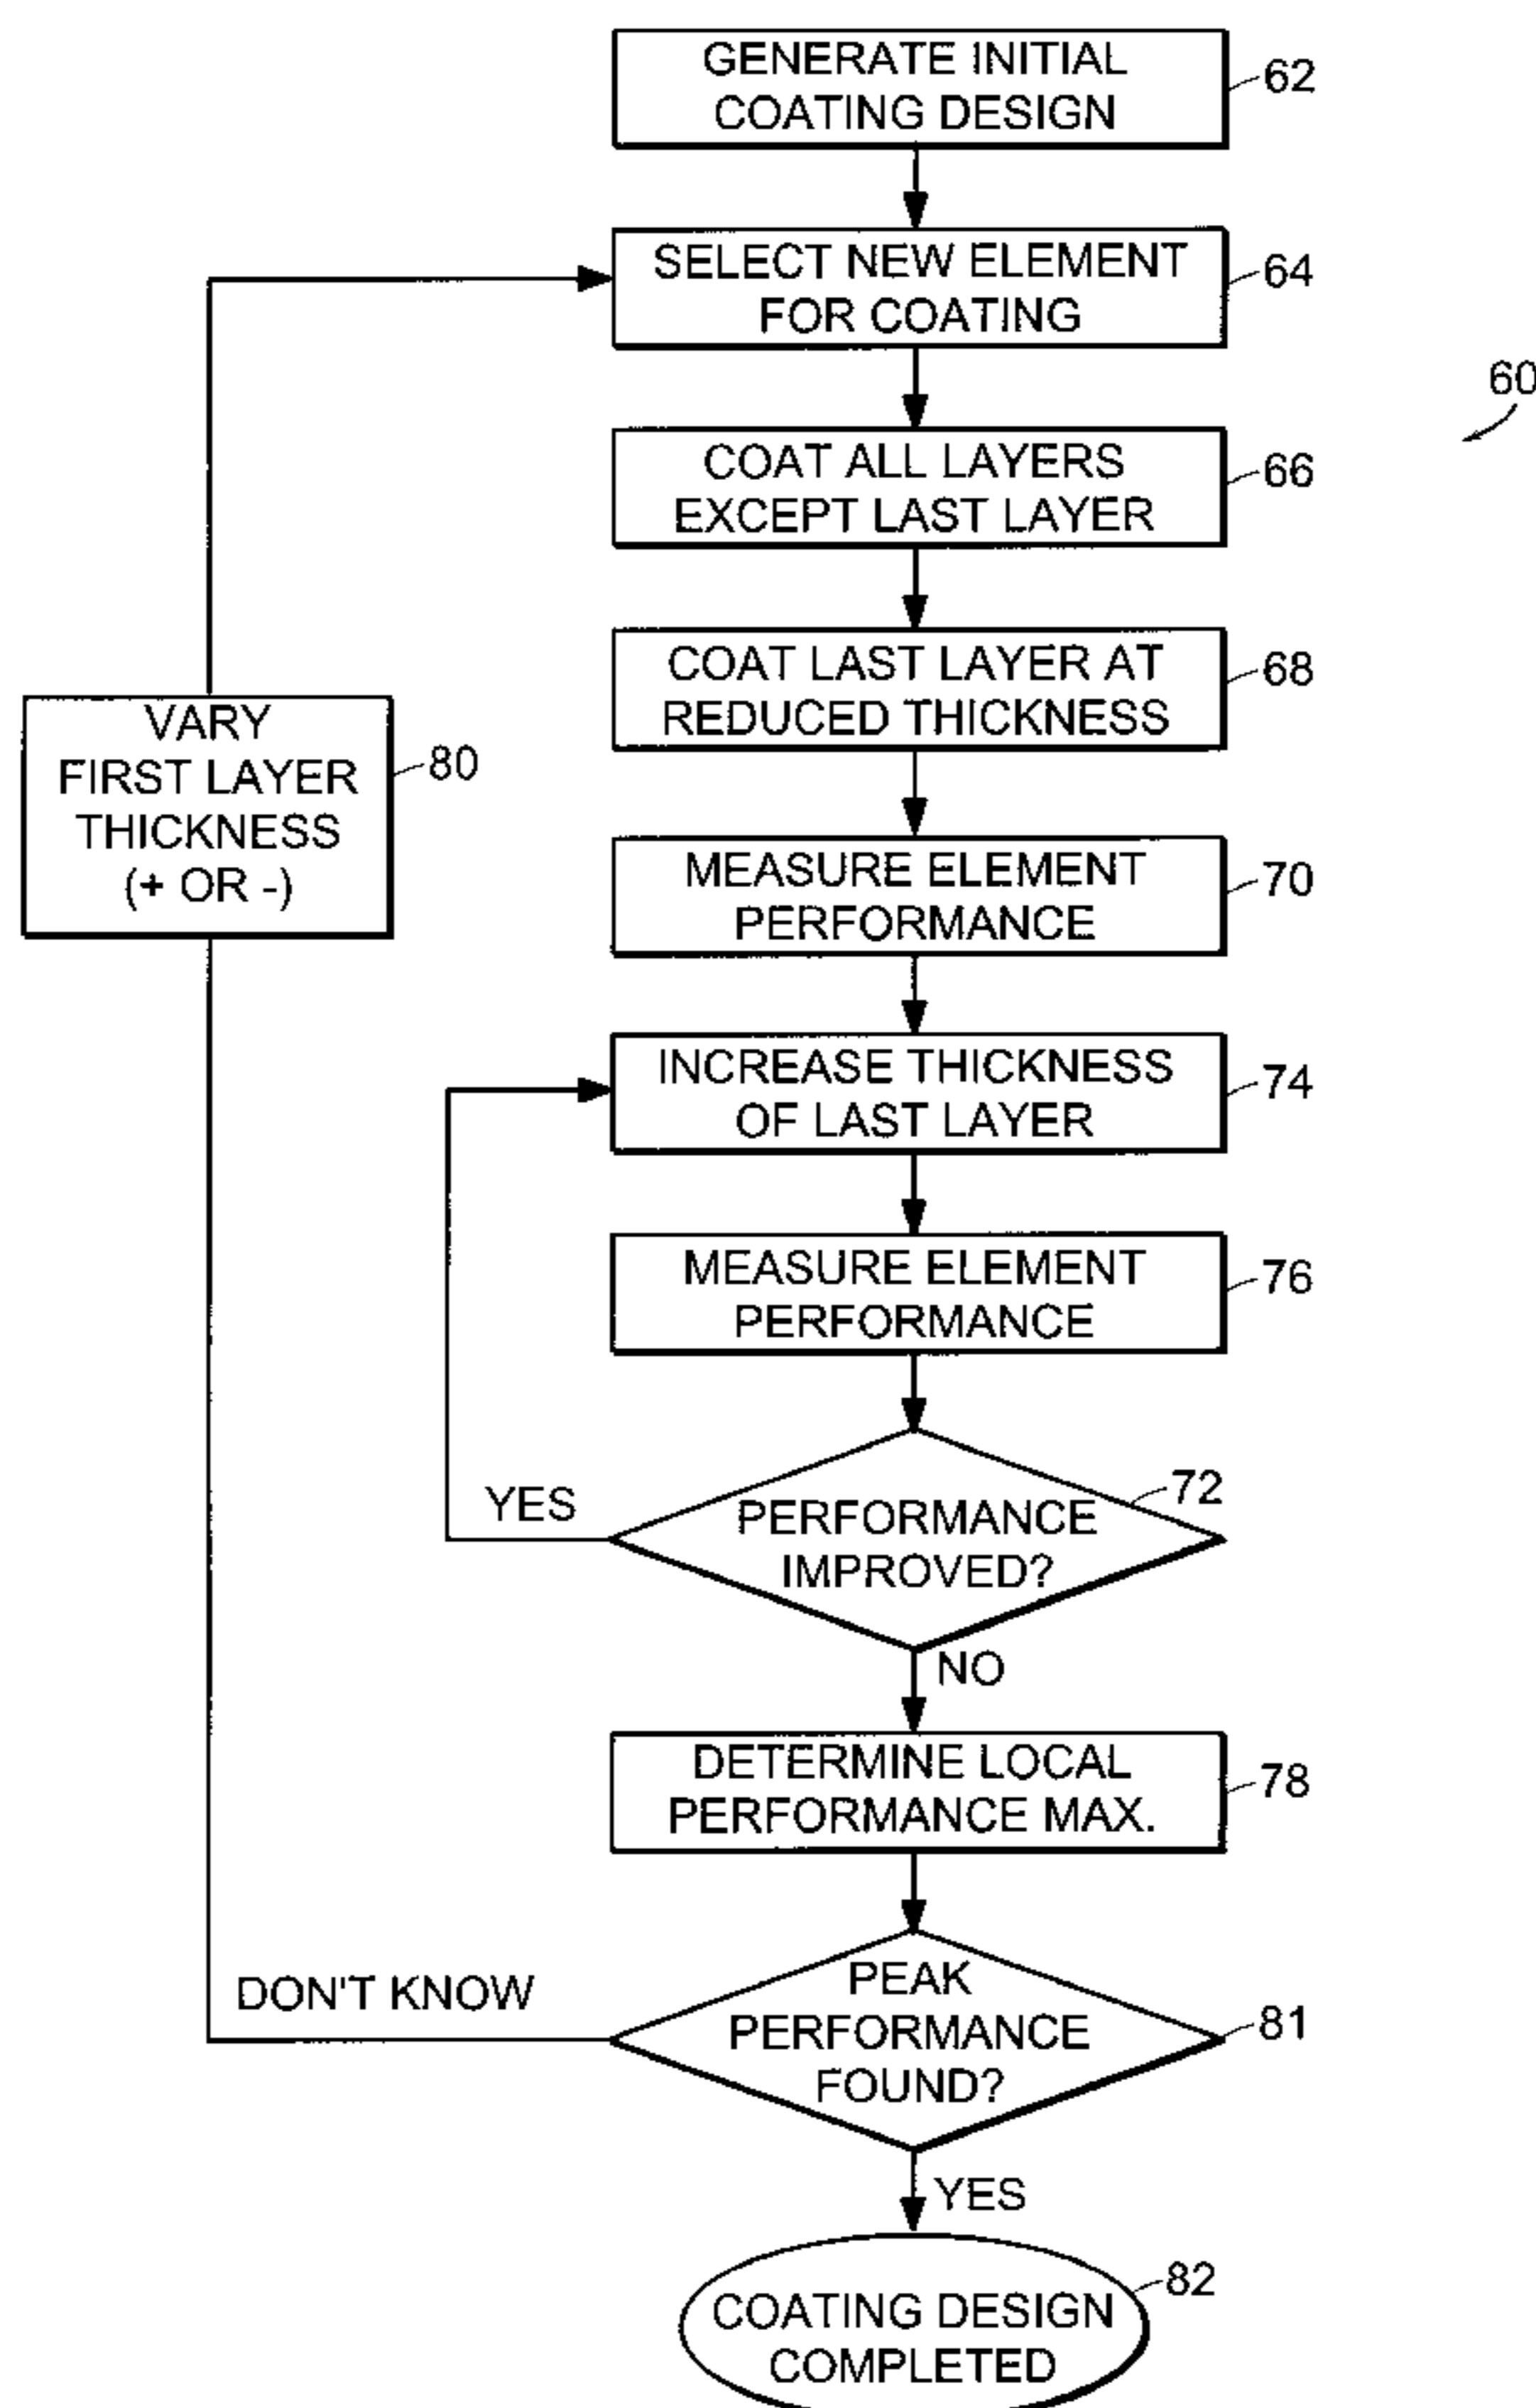 GENERATE INITIAL
COATING DESIGN
62
SELECT NEW ELEMENT
FOR COATING
64
60
COAT ALL LAYERS
EXCEPT LAST LAYER
66
COAT LAST LAYER AT
REDUCED THICKNESS
68
VARY
FIRST LAYER
THICKNESS
(+ OR -)
80
MEASURE ELEMENT
PERFORMANCE
70
INCREASE THICKNESS
OF LAST LAYER
74
MEASURE ELEMENT
PERFORMANCE
76
YES
PERFORMANCE
IMPROVED?
72
NO
DETERMINE LOCAL
PERFORMANCE MAX.
78
DON'T KNOW
PEAK
PERFORMANCE
FOUND?
81
YES
COATING DESIGN
COMPLETED
82